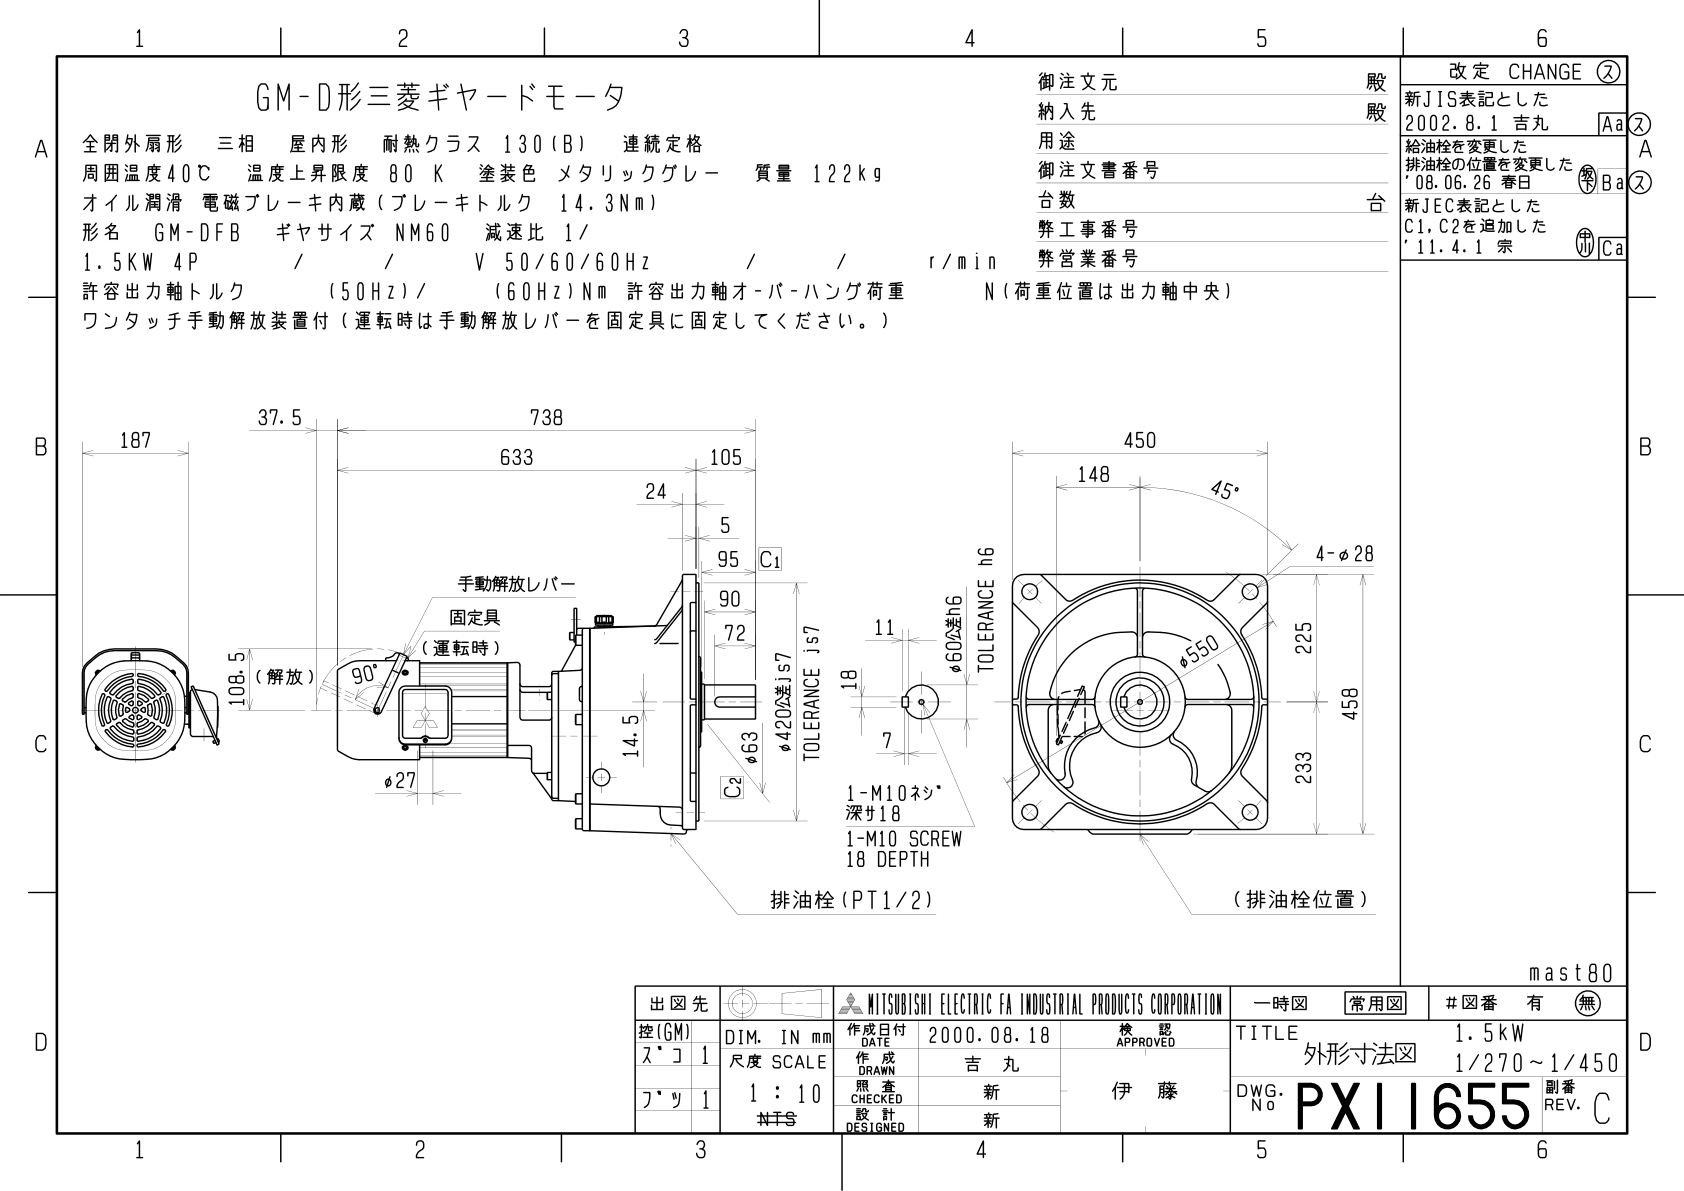 1 2 3 4 5 6
GM-D形三菱ギヤードモータ
全閉外扇形 三相 屋内形 耐熱クラス 130(B) 連続定格
周囲温度40℃ 温度上昇限度 80 K 塗装色 メタリックグレー 質量 122kg
オイル潤滑 電磁ブレーキ内蔵(ブレーキトルク 14.3Nm)
形名 GM-DFB ギヤサイズ NM60 減速比 1/
1.5KW 4P / / V 50/60/60Hz / / r/min
許容出力軸トルク (50Hz)/ (60Hz)Nm 許容出力軸オーバーハング荷重 N(荷重位置は出力軸中央)
ワンタッチ手動解放装置付(運転時は手動解放レバーを固定具に固定してください。)
御注文元 殿
納入先 殿
用途
御注文書番号
台数 台
弊工事番号
弊営業番号
改定 CHANGE ス
新JIS表記とした
2002.8.1 吉丸 Aa ス
給油栓を変更した
排油栓の位置を変更した
'08.06.26 春日 坂下 Ba ス
新JEC表記とした
C1,C2を追加した
'11.4.1 宗 中川 Ca
A A
B B
C C
D D
187
37.5
738
633
105
24
5
95 C1
90
72
手動解放レバー
固定具
(運転時)
108.5
(解放)
90°
14.5
φ27
φ63
C2
φ420公差js7
TOLERANCE js7
排油栓(PT1/2)
11
18
7
φ60公差h6
TOLERANCE h6
1-M10ネジ
深サ18
1-M10 SCREW
18 DEPTH
450
148
45°
4-φ28
φ550
225
458
233
(排油栓位置)
mast80
出図先
控(GM)
ズコ 1
ブツ 1
DIM. IN mm
尺度 SCALE
1 : 10
NTS
MITSUBISHI ELECTRIC FA INDUSTRIAL PRODUCTS CORPORATION
作成日付
DATE
2000.08.18
作成
DRAWN
吉丸
照査
CHECKED
新
設計
DESIGNED
新
検認
APPROVED
伊藤
一時図 常用図 #図番 有 無
TITLE
外形寸法図
1.5kW
1/270~1/450
DWG.
No
PX11655
副番
REV.
C
1 2 3 4 5 6